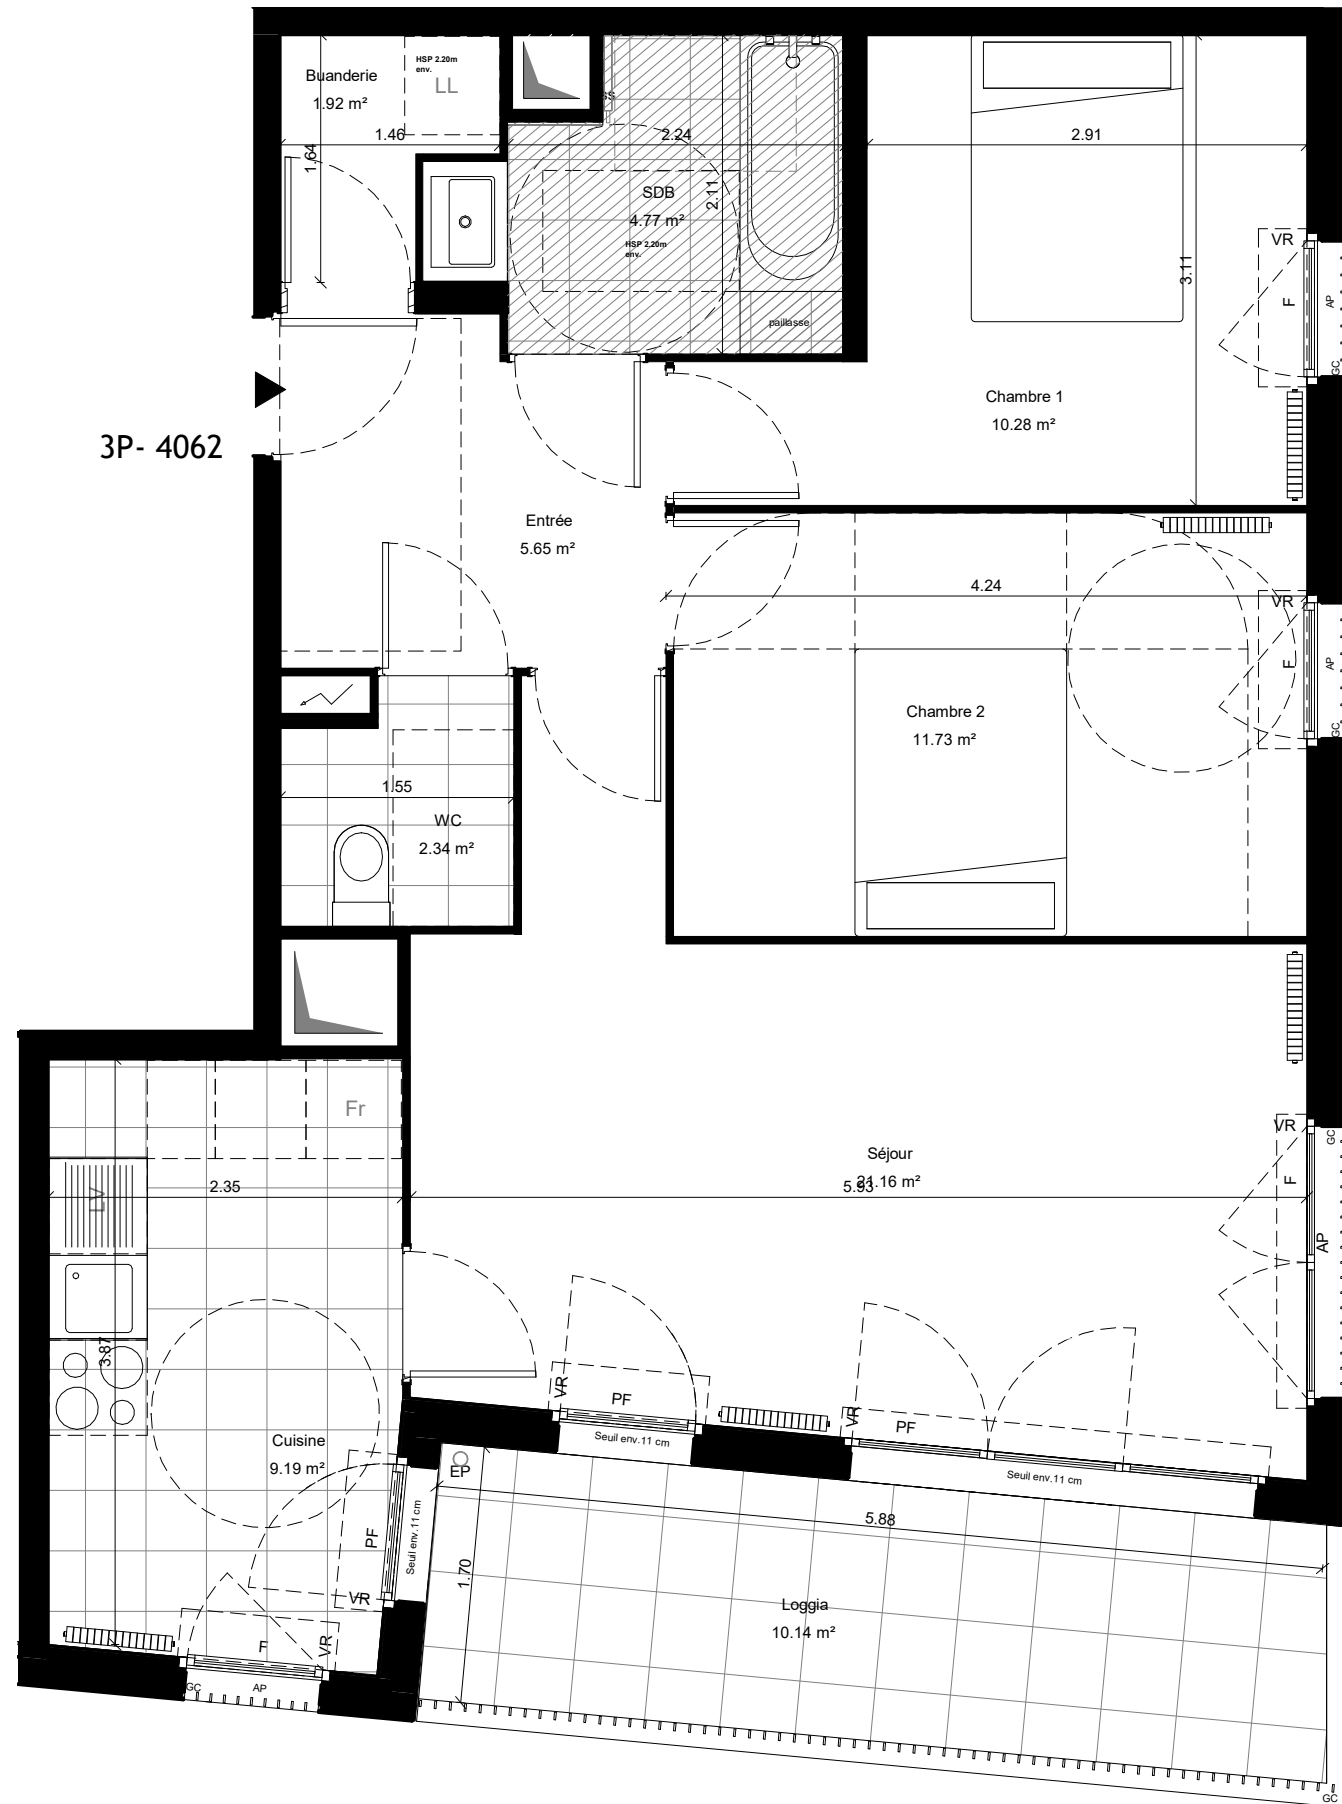 Buanderie
1.92 m²
HSP 2.20m
env.
LL
1.46
1.64
2.24
2.11
SDB
4.77 m²
HSP 2.20m
env.
paillasse
2.91
3.11
VR
F
AP
GC
Chambre 1
10.28 m²
3P- 4062
Entrée
5.65 m²
4.24
VR
F
AP
GC
Chambre 2
11.73 m²
1.55
WC
2.34 m²
Fr
LV
2.35
3.87
Séjour
21.16 m²
5.93
VR
GC
F
AP
Cuisine
9.19 m²
VR
PF
Seuil env.11 cm
VR
PF
Seuil env.11 cm
EP
PF
Seuil env.11 cm
VR
5.88
1.70
Loggia
10.14 m²
F
VR
GC
AP
GC